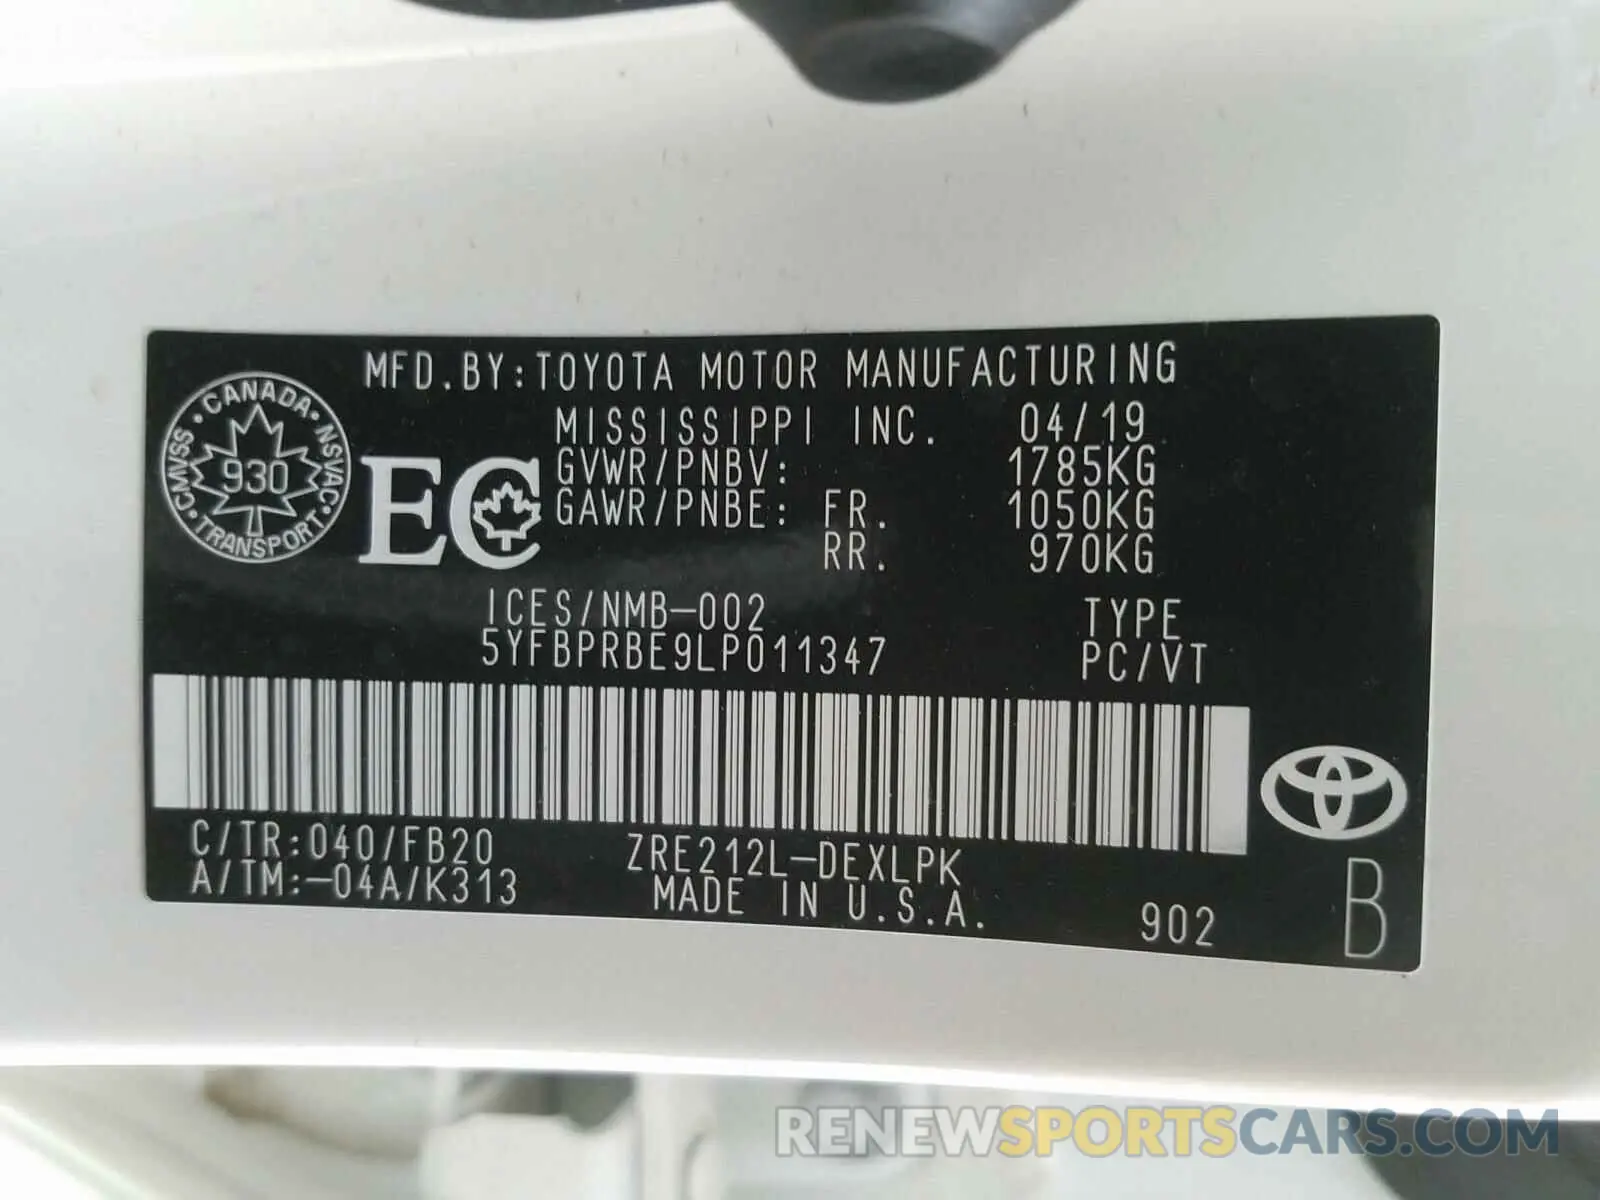 MFD.BY:TOYOTA MOTOR MANUFACTURING
MISSISSIPPI INC. 04/19
GVWR/PNBV: 1785KG
GAWR/PNBE: FR. 1050KG
RR. 970KG
CANADA
CMVSS 930 NSVAC
TRANSPORT
EC
ICES/NMB-002 TYPE
5YFBPRBE9LP011347 PC/VT
C/TR:040/FB20 ZRE212L-DEXLPK
A/TM:-04A/K313 MADE IN U.S.A. 902 B
RENEWSPORTSCARS.COM